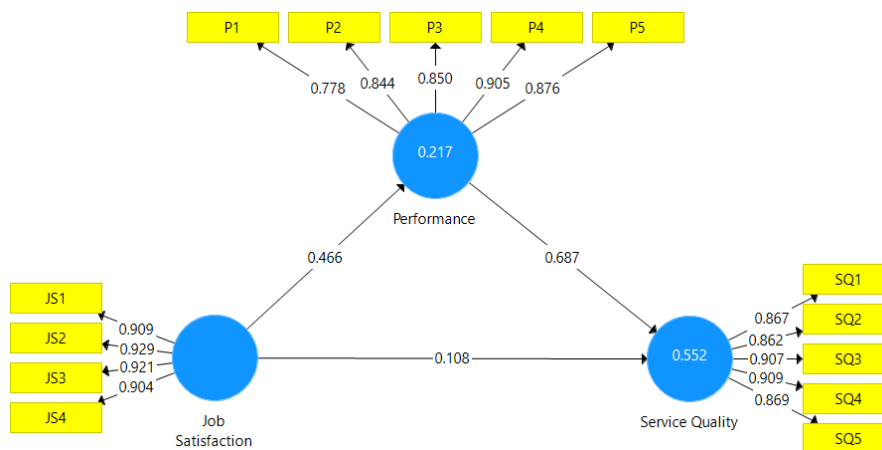 P1
P2
P3
P4
P5
0.778
0.844
0.850
0.905
0.876
0.217
Performance
0.466
0.687
JS1
JS2
JS3
JS4
0.909
0.929
0.921
0.904
Job
Satisfaction
0.108
0.552
Service Quality
0.867
0.862
0.907
0.909
0.869
SQ1
SQ2
SQ3
SQ4
SQ5